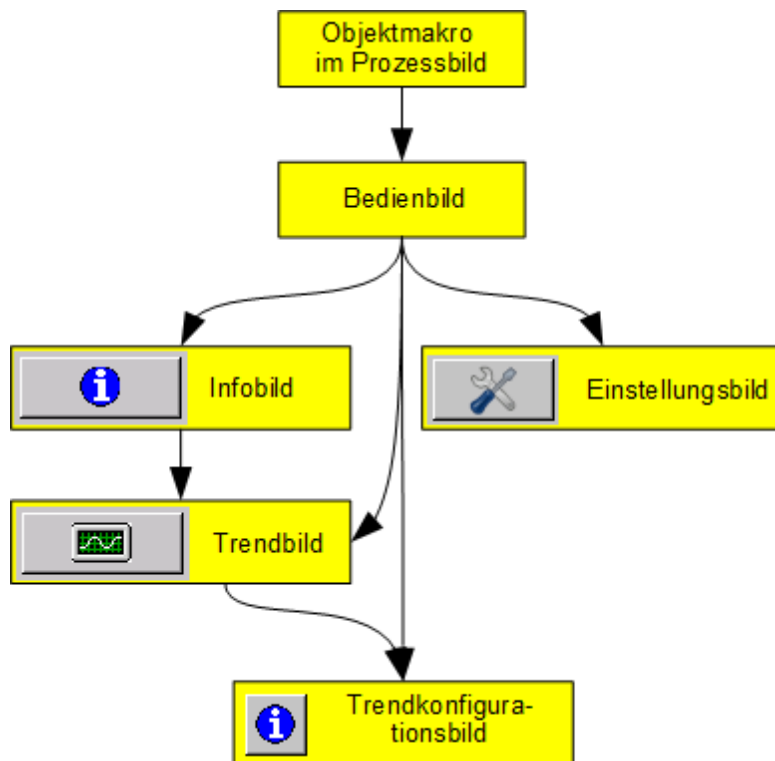 Objektmakro
im Prozessbild
Bedienbild
Infobild
Einstellungsbild
Trendbild
Trendkonfigura-
tionsbild